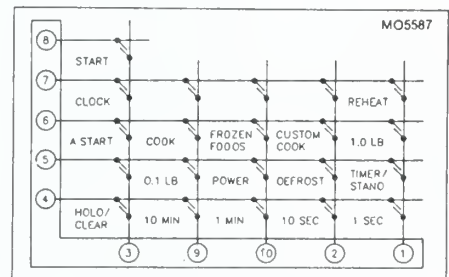 MO5587
8
START
7
CLOCK REHEAT
6
A START COOK FROZEN FOODS CUSTOM COOK 1.0 LB
5
0.1 LB POWER DEFROST TIMER/ STAND
4
HOLD/ CLEAR 10 MIN 1 MIN 10 SEC 1 SEC
3 9 10 2 1